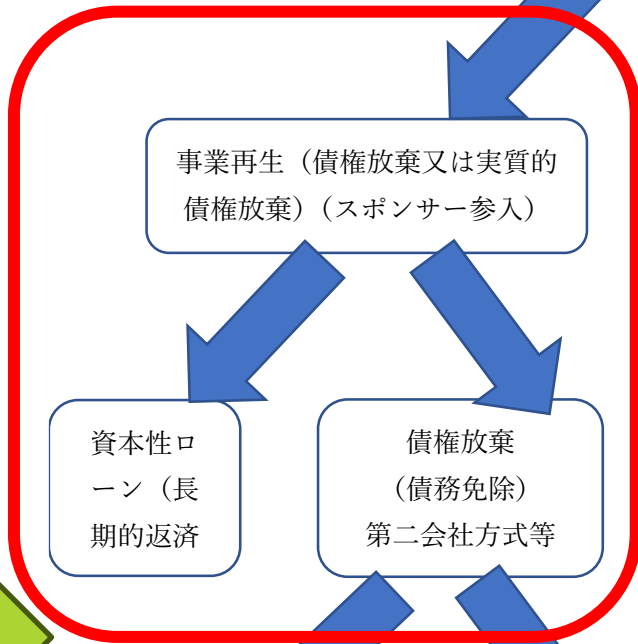 事業再生（債権放棄又は実質的
債権放棄）（スポンサー参入）
資本性ロ
ーン（長
期的返済
債権放棄
（債務免除）
第二会社方式等